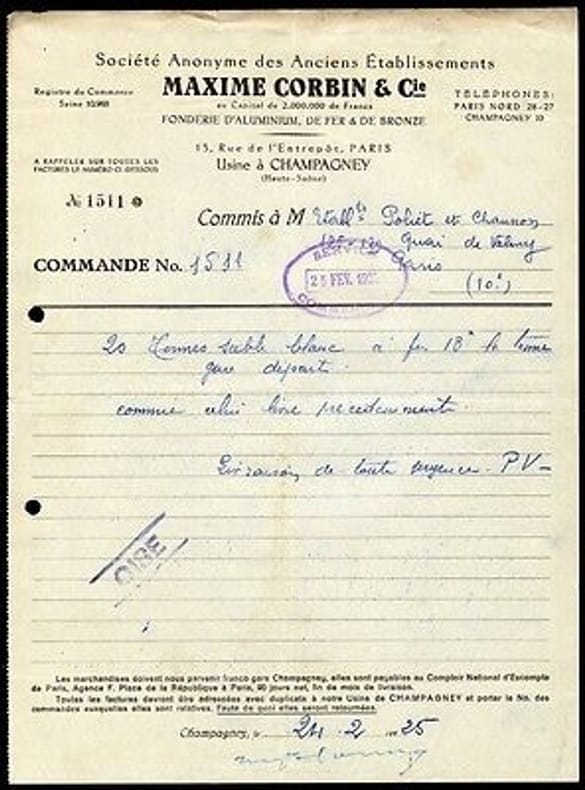 Société Anonyme des Anciens Établissements
MAXIME CORBIN & Cie
au Capital de 2.000.000 de Francs
FONDERIE D'ALUMINIUM, DE FER & DE BRONZE
Registre du Commerce
Seine
TÉLÉPHONES:
PARIS NORD 26-27
CHAMPAGNEY 10
15, Rue de l'Entrepôt, PARIS
Usine à CHAMPAGNEY
(Haute-Saône)
A RAPPELER SUR TOUTES LES
FACTURES LE NUMÉRO CI-DESSOUS
№ 1511
Commis à M Etabll.ts Poliet et Chausson
Quai de Valmy
Paris
(10e)
COMMANDE No. 1511
SERVICE
25 FEV.
20 Tonnes sable blanc à frs 18 la tonne
gare départ.
comme celui livré précédemment.
Livraison de toute urgence. PV-
OISE
Les marchandises doivent nous parvenir franco gare Champagney, elles sont payables au Comptoir National d'Escompte
de Paris, Agence F. Place de la République à Paris, 90 jours net, fin de mois de livraison.
Toutes les factures devront être adressées avec duplicata à notre Usine de CHAMPAGNEY et porter le No. des
commandes auxquelles elles sont relatives. Faute de quoi elles seront retournées.
Champagney, le 24. 2 1925